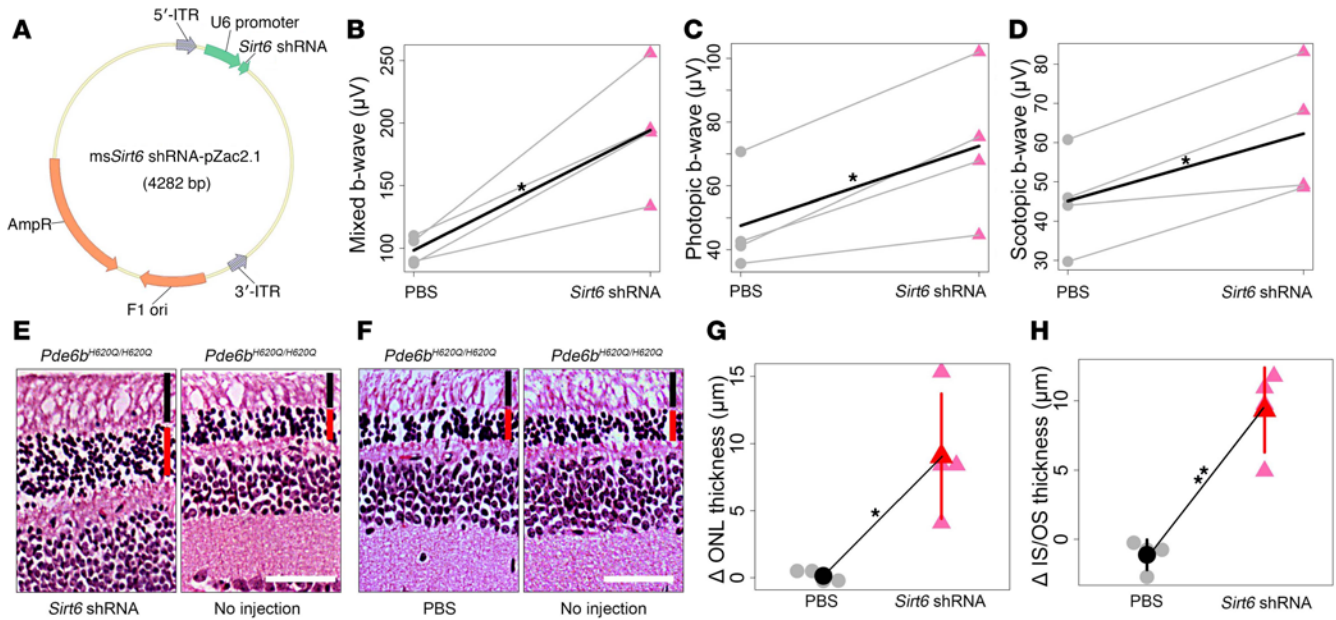 A
5′-ITR
U6 promoter
Sirt6 shRNA
msSirt6 shRNA-pZac2.1
(4282 bp)
AmpR
F1 ori
3′-ITR
B
Mixed b-wave (µV)
250
200
150
100
*
PBS
Sirt6 shRNA
C
Photopic b-wave (µV)
100
80
60
40
*
PBS
Sirt6 shRNA
D
Scotopic b-wave (µV)
80
70
60
50
40
30
*
PBS
Sirt6 shRNA
E
Pde6bH620Q/H620Q
Pde6bH620Q/H620Q
Sirt6 shRNA
No injection
F
Pde6bH620Q/H620Q
Pde6bH620Q/H620Q
PBS
No injection
G
Δ ONL thickness (µm)
15
10
5
0
*
PBS
Sirt6 shRNA
H
Δ IS/OS thickness (µm)
10
5
0
**
PBS
Sirt6 shRNA